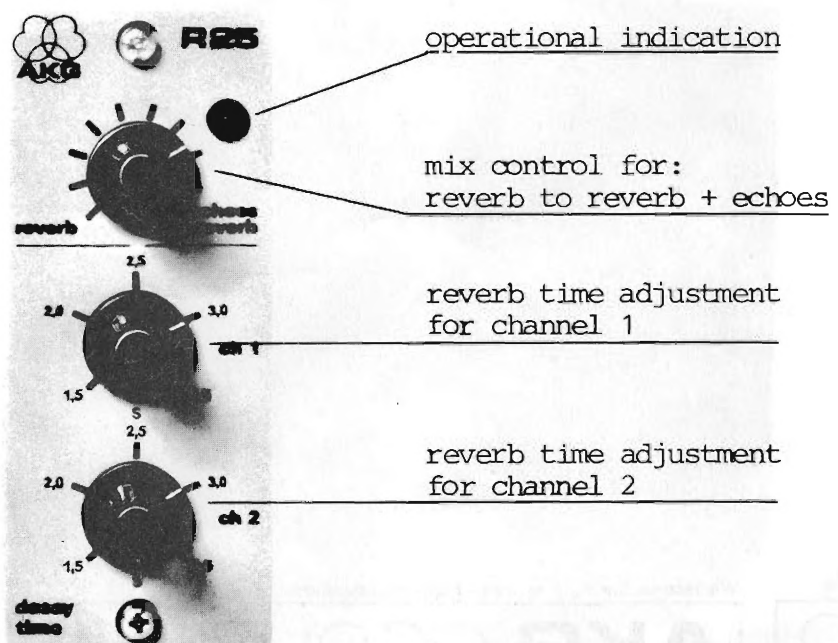 AKG
R25
operational indication
mix control for:
reverb to reverb + echoes
reverb
reverb
2,5
2,0
3,0
ch 1
1,5
s
reverb time adjustment
for channel 1
2,5
2,0
3,0
ch 2
1,5
reverb time adjustment
for channel 2
decay
time